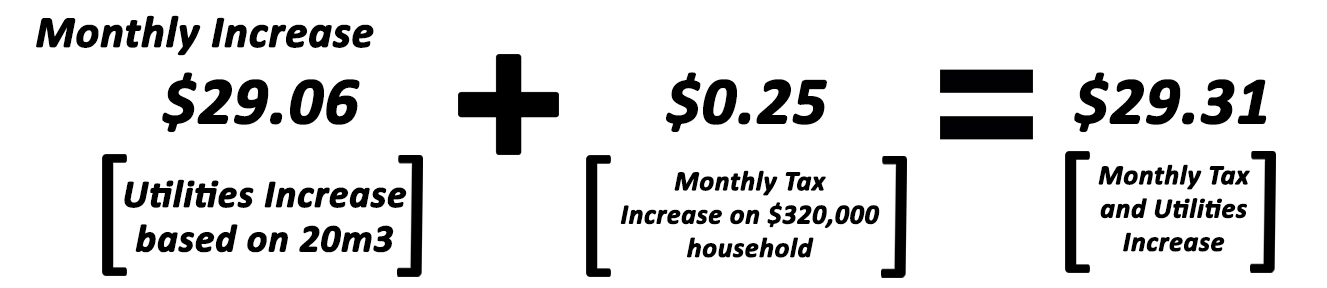 Monthly Increase
$29.06 + $0.25 = $29.31
[Utilities Increase
based on 20m3]
[Monthly Tax
Increase on $320,000
household]
[Monthly Tax
and Utilities
Increase]